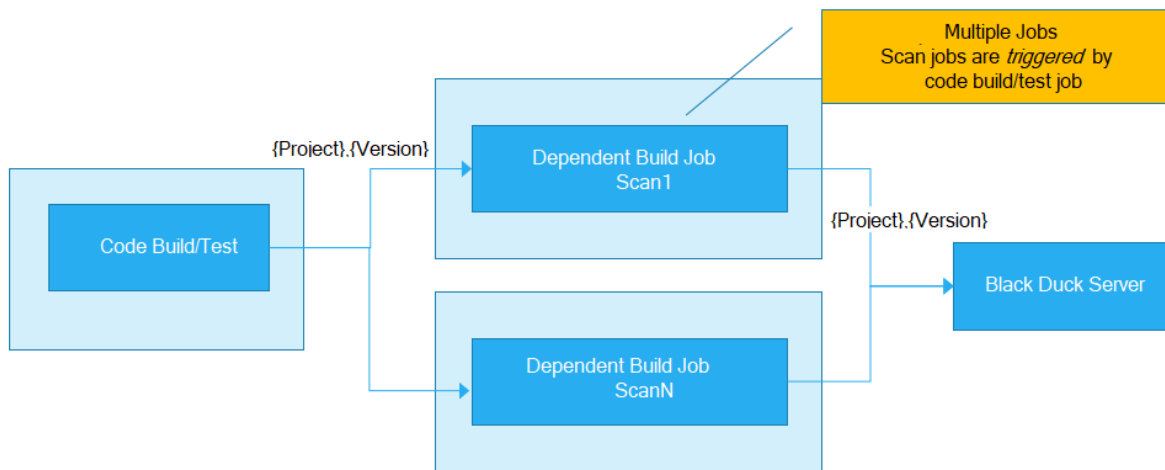 Multiple Jobs
Scan jobs are triggered by
code build/test job
{Project},{Version}
Dependent Build Job
Scan1
Code Build/Test
{Project},{Version}
Black Duck Server
Dependent Build Job
ScanN